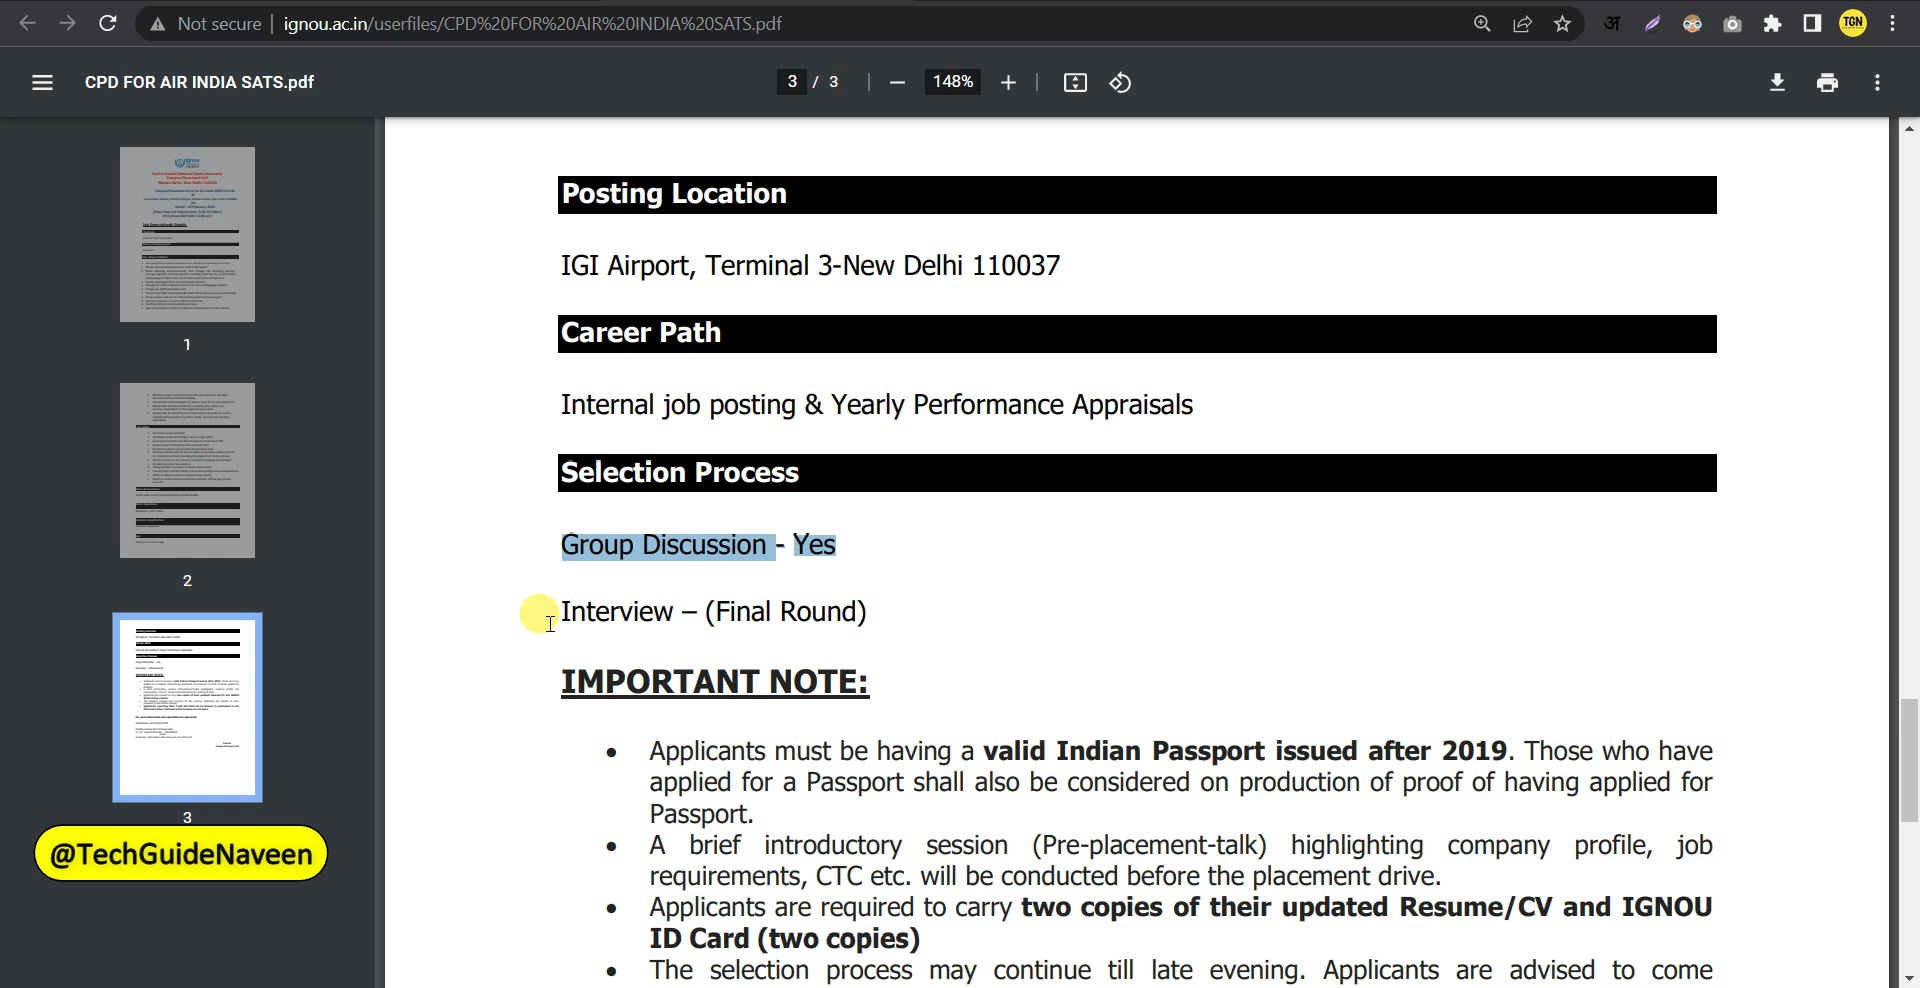 Not secure | ignou.ac.in/userfiles/CPD%20FOR%20AIR%20INDIA%20SATS.pdf
अ
TGN
CPD FOR AIR INDIA SATS.pdf
3 / 3
148%
1
2
3
@TechGuideNaveen
Posting Location
IGI Airport, Terminal 3-New Delhi 110037
Career Path
Internal job posting & Yearly Performance Appraisals
Selection Process
Group Discussion - Yes
Interview – (Final Round)
IMPORTANT NOTE:
• Applicants must be having a valid Indian Passport issued after 2019. Those who have
applied for a Passport shall also be considered on production of proof of having applied for
Passport.
• A brief introductory session (Pre-placement-talk) highlighting company profile, job
requirements, CTC etc. will be conducted before the placement drive.
• Applicants are required to carry two copies of their updated Resume/CV and IGNOU
ID Card (two copies)
• The selection process may continue till late evening. Applicants are advised to come